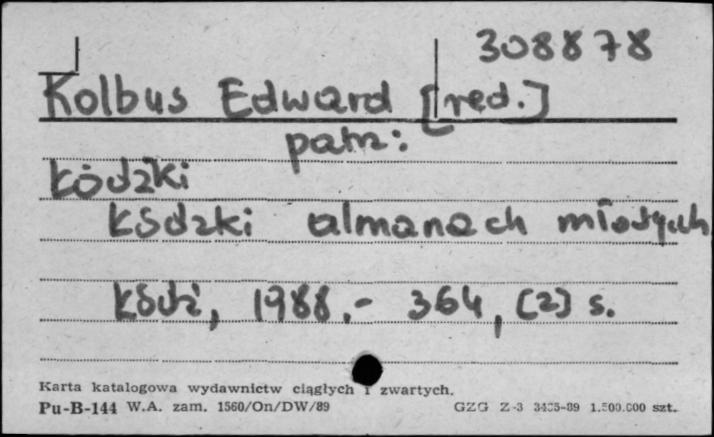 308878
Kolbus Edward [red.]
patrz:
Łódzki
Łódzki almanach młodych
Łódź, 1988.- 364, [2] s.
Karta katalogowa wydawnictw ciągłych i zwartych.
Pu-B-144 W.A. zam. 1560/On/DW/89 GZG Z-3 3435-89 1.500.000 szt.